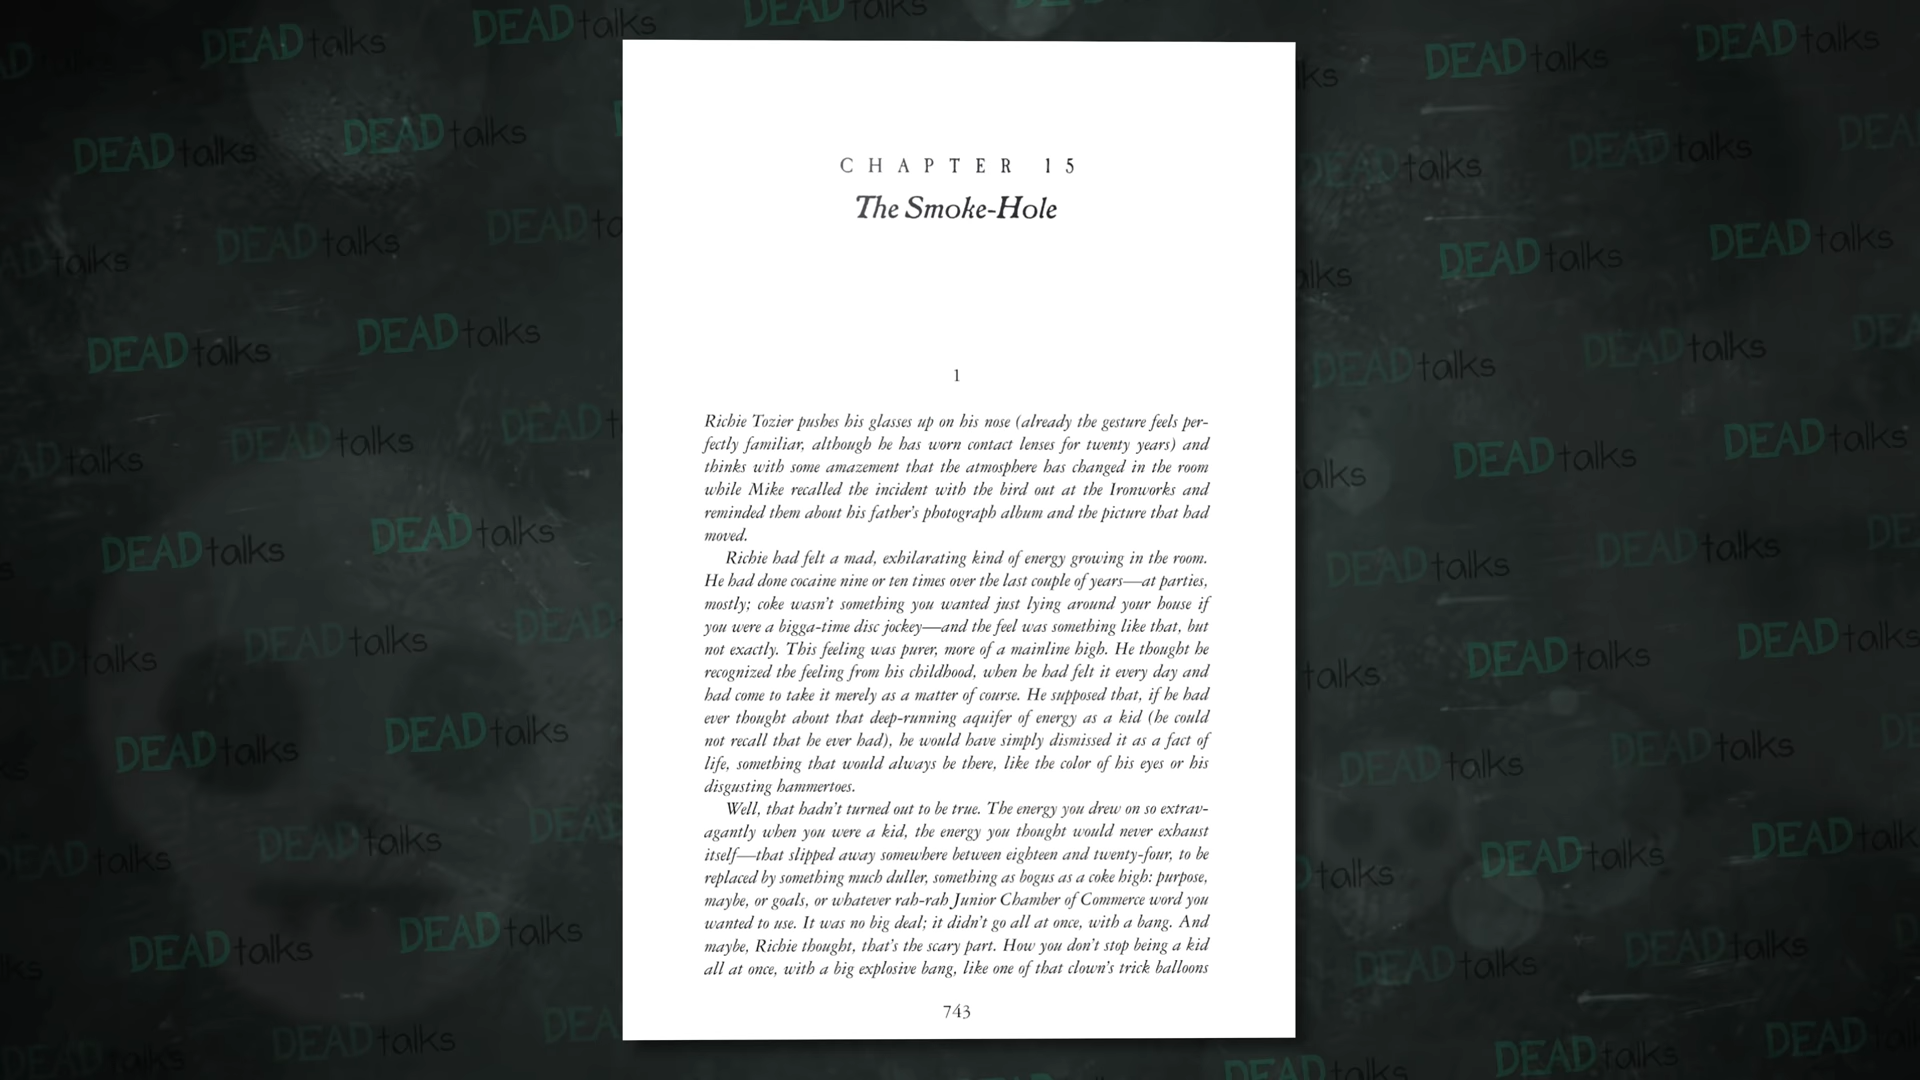 CHAPTER 15
The Smoke-Hole
1
Richie Tozier pushes his glasses up on his nose (already the gesture feels per-
fectly familiar, although he has worn contact lenses for twenty years) and
thinks with some amazement that the atmosphere has changed in the room
while Mike recalled the incident with the bird out at the Ironworks and
reminded them about his father's photograph album and the picture that had
moved.
Richie had felt a mad, exhilarating kind of energy growing in the room.
He had done cocaine nine or ten times over the last couple of years—at parties,
mostly; coke wasn't something you wanted just lying around your house if
you were a bigga-time disc jockey—and the feel was something like that, but
not exactly. This feeling was purer, more of a mainline high. He thought he
recognized the feeling from his childhood, when he had felt it every day and
had come to take it merely as a matter of course. He supposed that, if he had
ever thought about that deep-running aquifer of energy as a kid (he could
not recall that he ever had), he would have simply dismissed it as a fact of
life, something that would always be there, like the color of his eyes or his
disgusting hammertoes.
Well, that hadn't turned out to be true. The energy you drew on so extrav-
agantly when you were a kid, the energy you thought would never exhaust
itself—that slipped away somewhere between eighteen and twenty-four, to be
replaced by something much duller, something as bogus as a coke high: purpose,
maybe, or goals, or whatever rah-rah Junior Chamber of Commerce word you
wanted to use. It was no big deal; it didn't go all at once, with a bang. And
maybe, Richie thought, that's the scary part. How you don't stop being a kid
all at once, with a big explosive bang, like one of that clown's trick balloons
743
DEADtalks